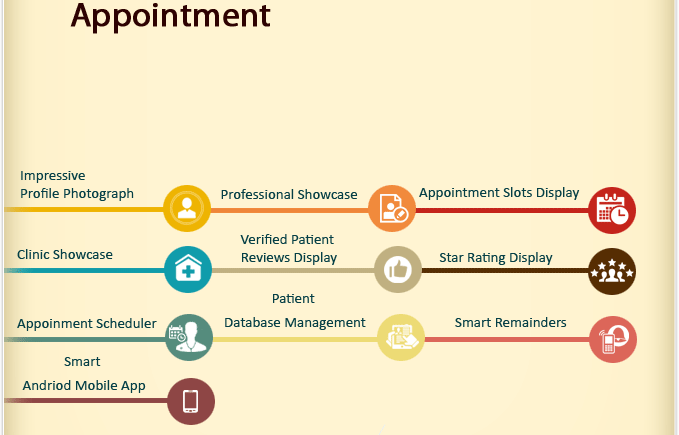 Appointment
Impressive
Profile Photograph
Professional Showcase
Appointment Slots Display
Clinic Showcase
Verified Patient
Reviews Display
Star Rating Display
Appoinment Scheduler
Patient
Database Management
Smart Remainders
Smart
Andriod Mobile App